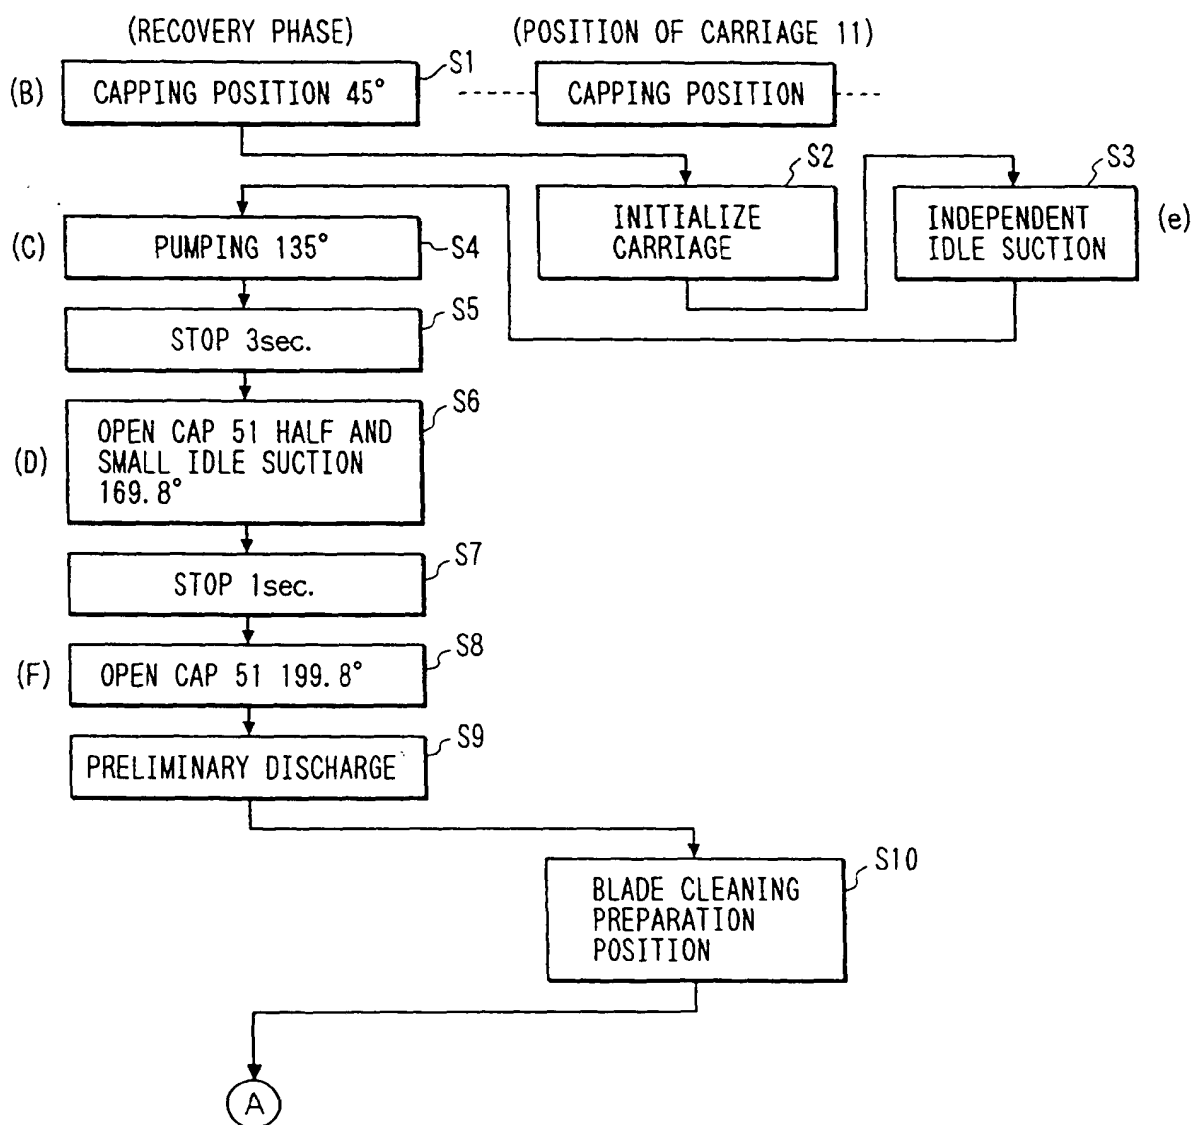 (RECOVERY PHASE)
(POSITION OF CARRIAGE 11)
S1
(B)
CAPPING POSITION 45°
CAPPING POSITION
S2
S3
INITIALIZE
CARRIAGE
INDEPENDENT
IDLE SUCTION
(e)
(C)
PUMPING 135°
S4
S5
STOP 3sec.
S6
(D)
OPEN CAP 51 HALF AND
SMALL IDLE SUCTION
169.8°
S7
STOP 1sec.
S8
(F)
OPEN CAP 51 199.8°
S9
PRELIMINARY DISCHARGE
S10
BLADE CLEANING
PREPARATION
POSITION
A